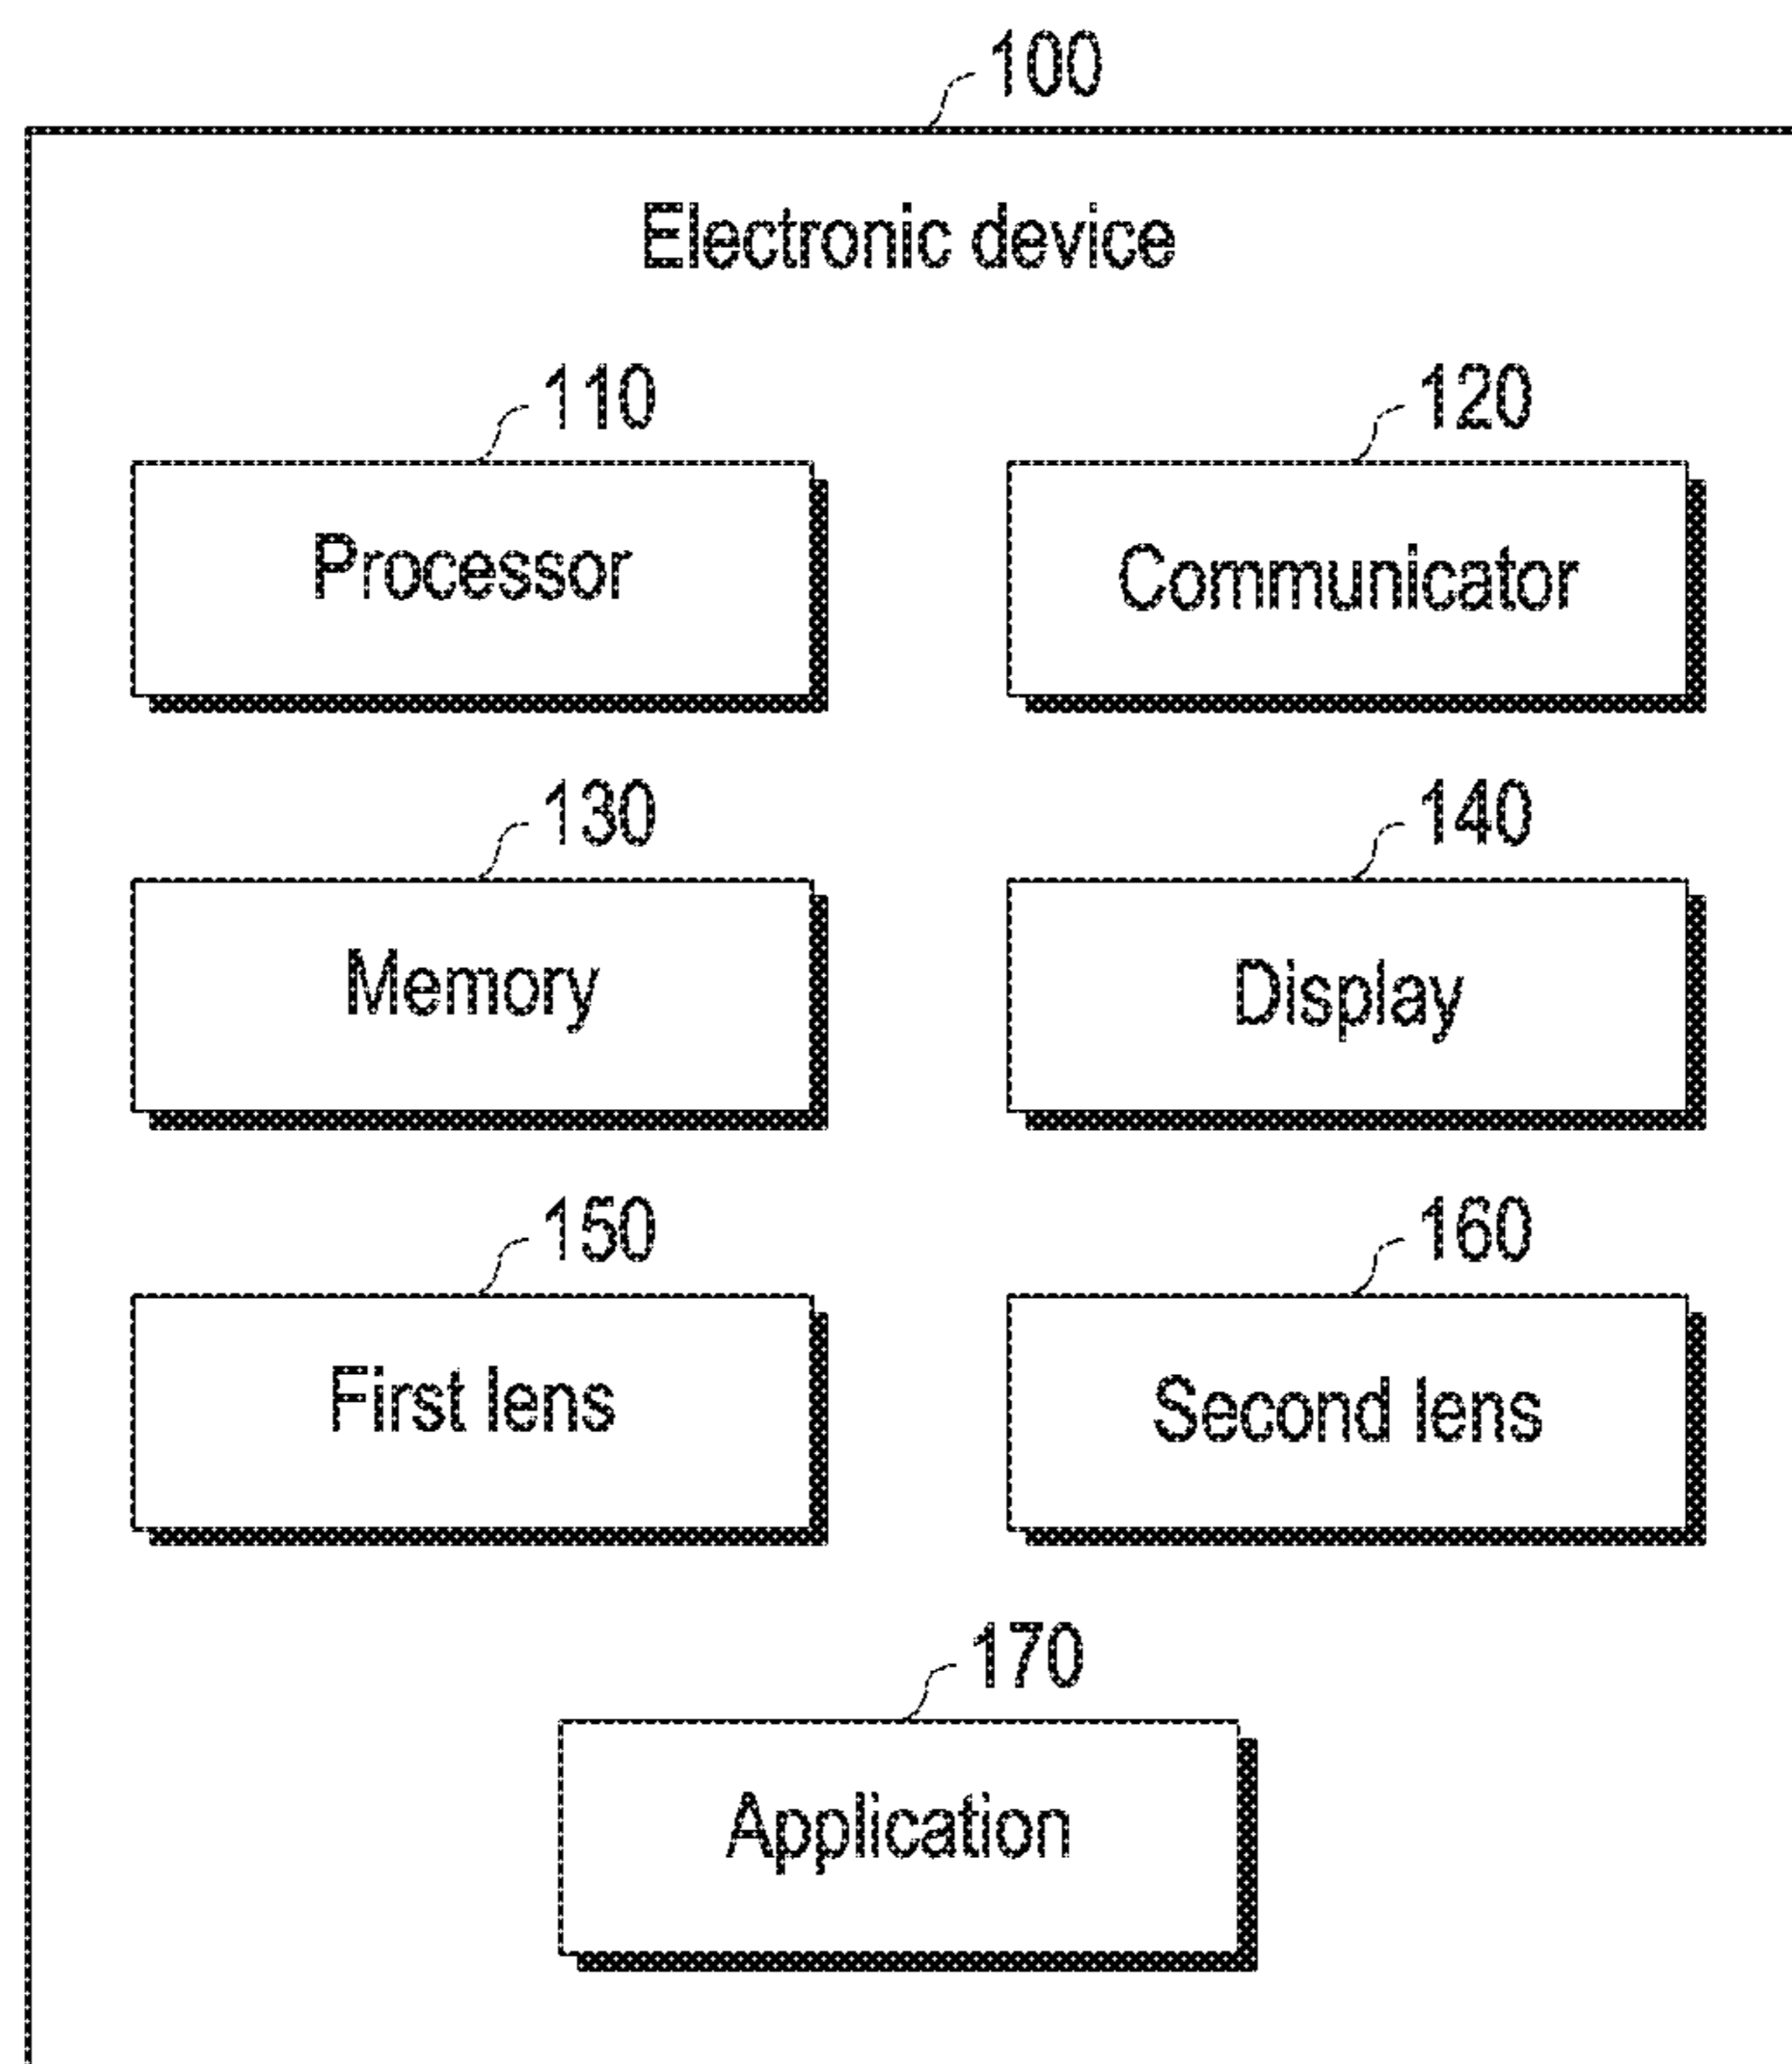 100
Electronic device
110
120
Processor
Communicator
130
140
Memory
Display
150
160
First lens
Second lens
170
Application